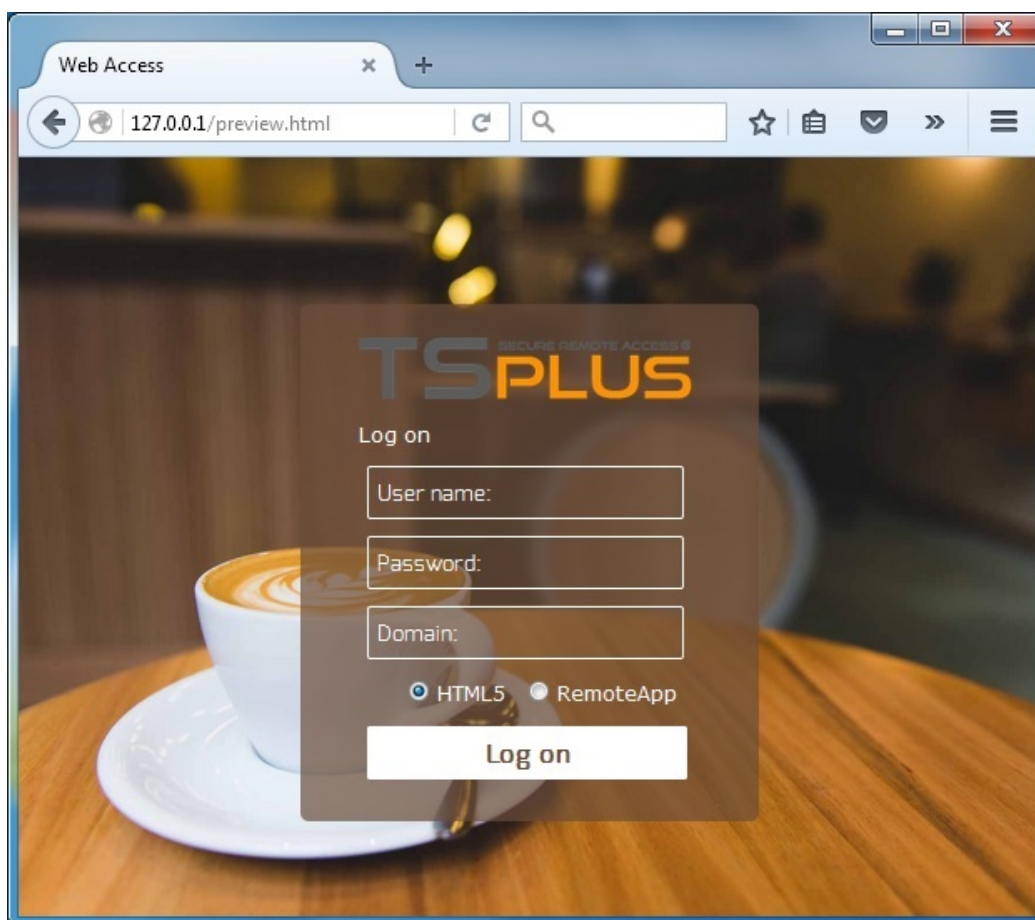 Web Access
127.0.0.1/preview.html
TSPLUS
SECURE REMOTE ACCESS
Log on
User name:
Password:
Domain:
HTML5 RemoteApp
Log on